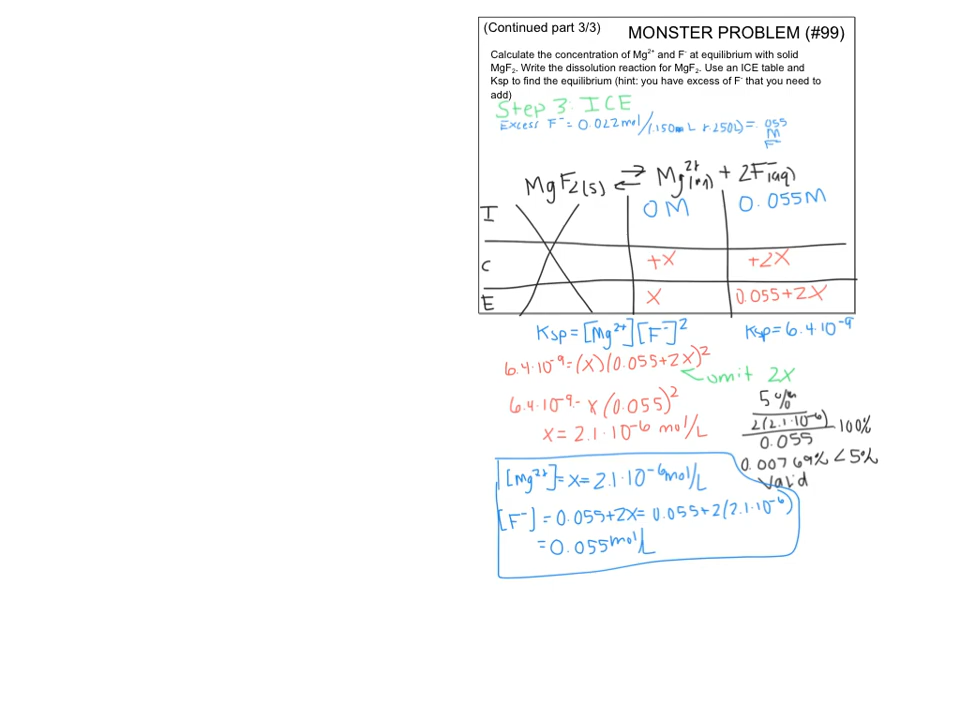 (Continued part 3/3) MONSTER PROBLEM (#99)
Calculate the concentration of Mg²⁺ and F⁻ at equilibrium with solid
MgF₂. Write the dissolution reaction for MgF₂. Use an ICE table and
Ksp to find the equilibrium (hint: you have excess of F⁻ that you need to
add)
Step 3: ICE
Excess F⁻ = 0.022 mol/(.150 L + .250L) = .055 M F⁻
MgF₂(s) ⇌ Mg²⁺(aq) + 2F⁻(aq)
I 0 M 0.055M
C +X +2X
E X 0.055+2X
Ksp = [Mg²⁺][F⁻]² Ksp = 6.4·10⁻⁹
6.4·10⁻⁹ = (X)(0.055+2X)²
omit 2X
6.4·10⁻⁹ = X(0.055)²
X = 2.1·10⁻⁶ mol/L
5%
2(2.1·10⁻⁶)/0.055 · 100%
0.00769% < 5%
Valid
[Mg²⁺] = X = 2.1·10⁻⁶ mol/L
[F⁻] = 0.055+2X = 0.055+2(2.1·10⁻⁶)
= 0.055 mol/L